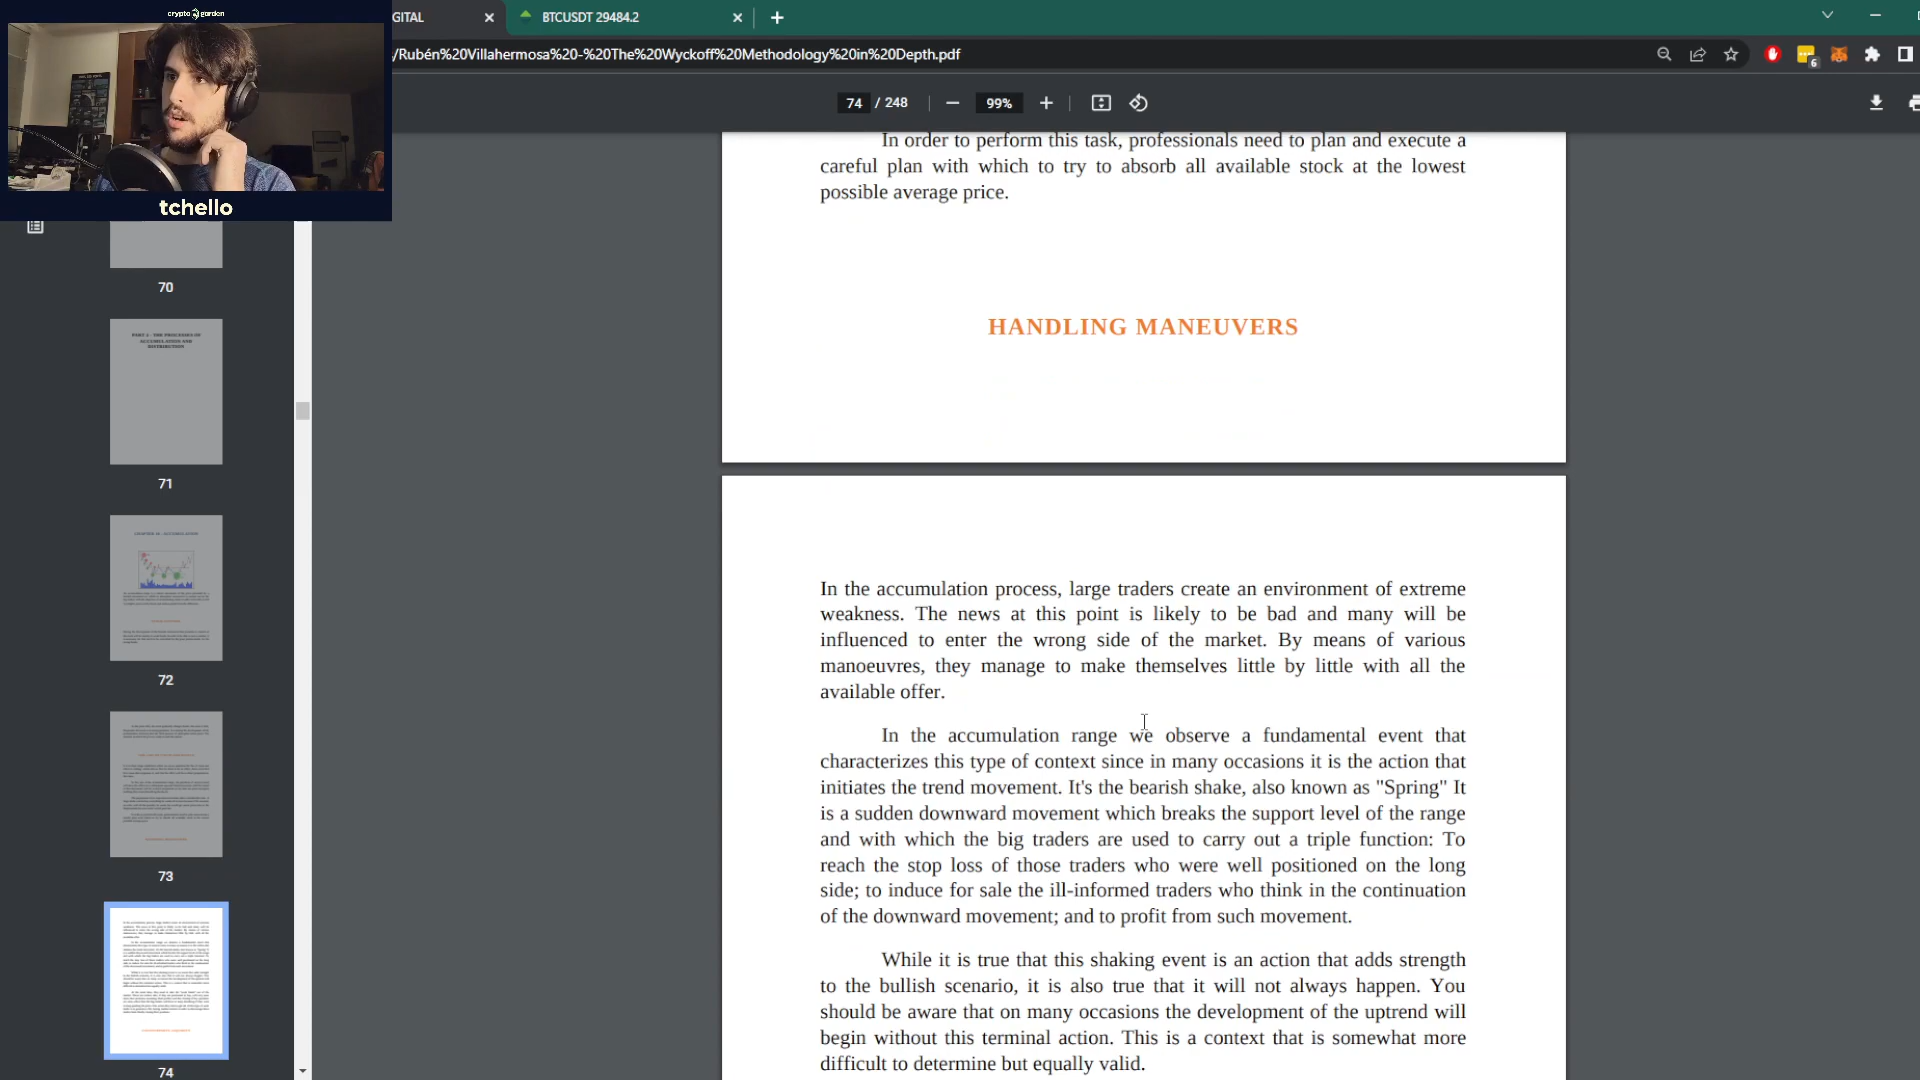 crypto garden
tchello
GITAL
BTCUSDT 29484.2
/Rubén%20Villahermosa%20-%20The%20Wyckoff%20Methodology%20in%20Depth.pdf
6
74 / 248
99%
70
PART 4 - THE PROCESSES OF
ACCUMULATION AND
DISTRIBUTION
71
72
73
74
In order to perform this task, professionals need to plan and execute a
careful plan with which to try to absorb all available stock at the lowest
possible average price.
HANDLING MANEUVERS
In the accumulation process, large traders create an environment of extreme
weakness. The news at this point is likely to be bad and many will be
influenced to enter the wrong side of the market. By means of various
manoeuvres, they manage to make themselves little by little with all the
available offer.
In the accumulation range we observe a fundamental event that
characterizes this type of context since in many occasions it is the action that
initiates the trend movement. It's the bearish shake, also known as "Spring" It
is a sudden downward movement which breaks the support level of the range
and with which the big traders are used to carry out a triple function: To
reach the stop loss of those traders who were well positioned on the long
side; to induce for sale the ill-informed traders who think in the continuation
of the downward movement; and to profit from such movement.
While it is true that this shaking event is an action that adds strength
to the bullish scenario, it is also true that it will not always happen. You
should be aware that on many occasions the development of the uptrend will
begin without this terminal action. This is a context that is somewhat more
difficult to determine but equally valid.